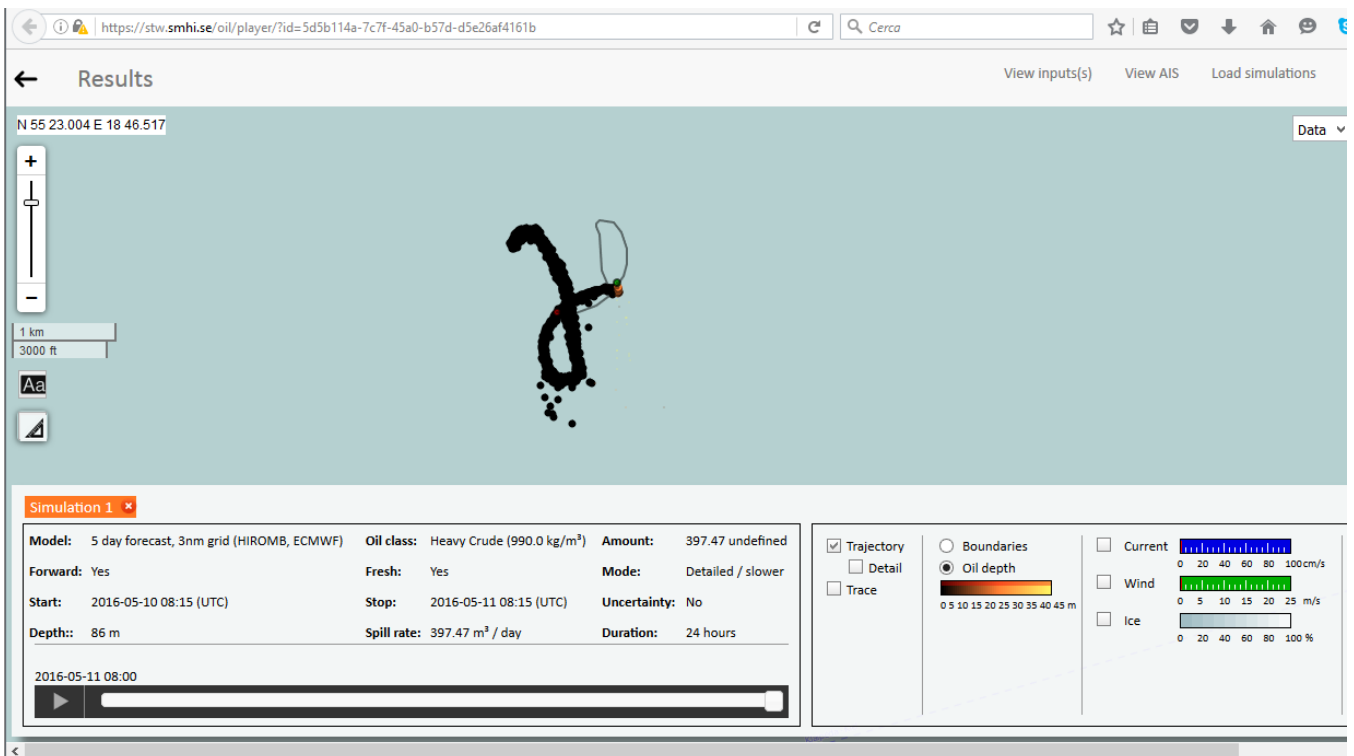 https://stw.smhi.se/oil/player/?id=5d5b114a-7c7f-45a0-b57d-d5e26af4161b
Cerca
Results
View inputs(s) View AIS Load simulations
N 55 23.004 E 18 46.517
Data
+
−
1 km
3000 ft
Aa
Simulation 1
Model: 5 day forecast, 3nm grid (HIROMB, ECMWF) Oil class: Heavy Crude (990.0 kg/m³) Amount: 397.47 undefined
Forward: Yes Fresh: Yes Mode: Detailed / slower
Start: 2016-05-10 08:15 (UTC) Stop: 2016-05-11 08:15 (UTC) Uncertainty: No
Depth:: 86 m Spill rate: 397.47 m³ / day Duration: 24 hours
2016-05-11 08:00
Trajectory
Detail
Trace
Boundaries
Oil depth
0 5 10 15 20 25 30 35 40 45 m
Current
0 20 40 60 80 100 cm/s
Wind
0 5 10 15 20 25 m/s
Ice
0 20 40 60 80 100 %